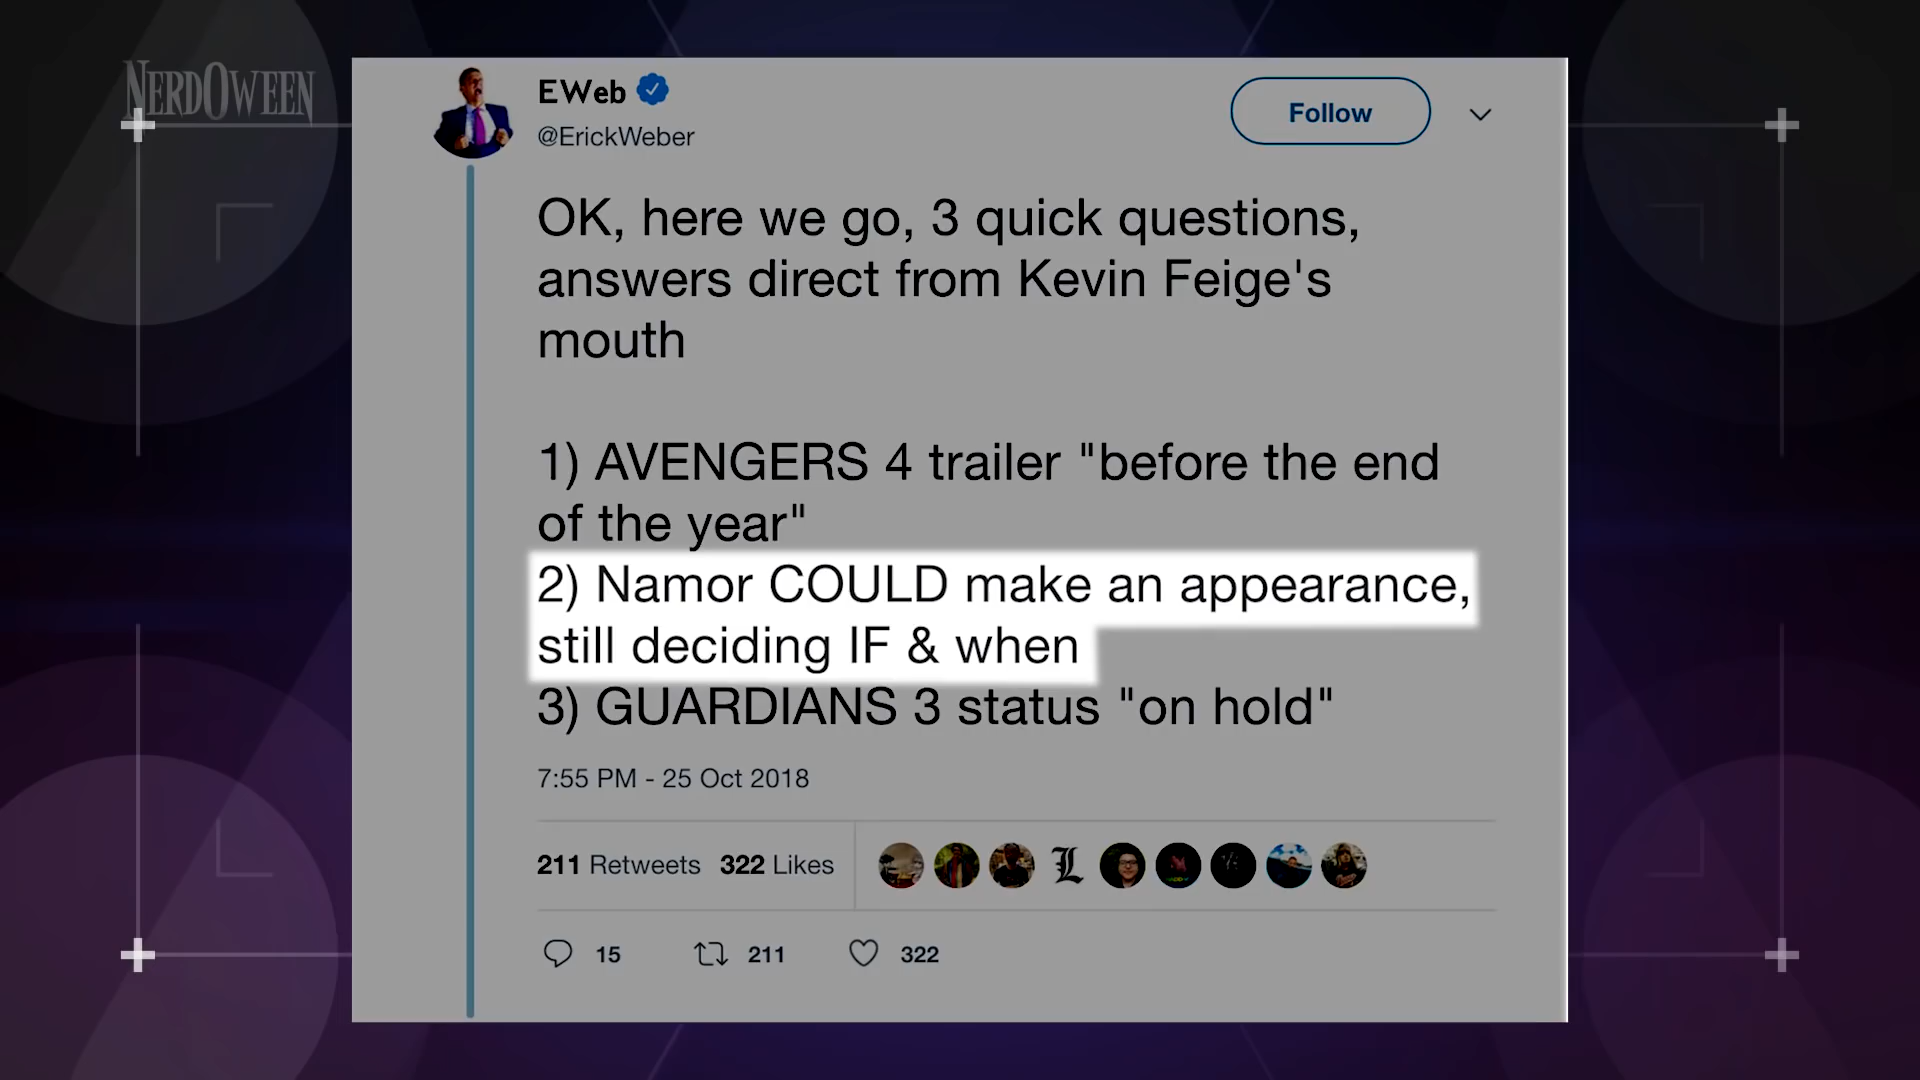 NERDOWEEN
EWeb
@ErickWeber
Follow
OK, here we go, 3 quick questions,
answers direct from Kevin Feige's
mouth
1) AVENGERS 4 trailer "before the end
of the year"
2) Namor COULD make an appearance,
still deciding IF & when
3) GUARDIANS 3 status "on hold"
7:55 PM - 25 Oct 2018
211 Retweets 322 Likes
L
15 211 322